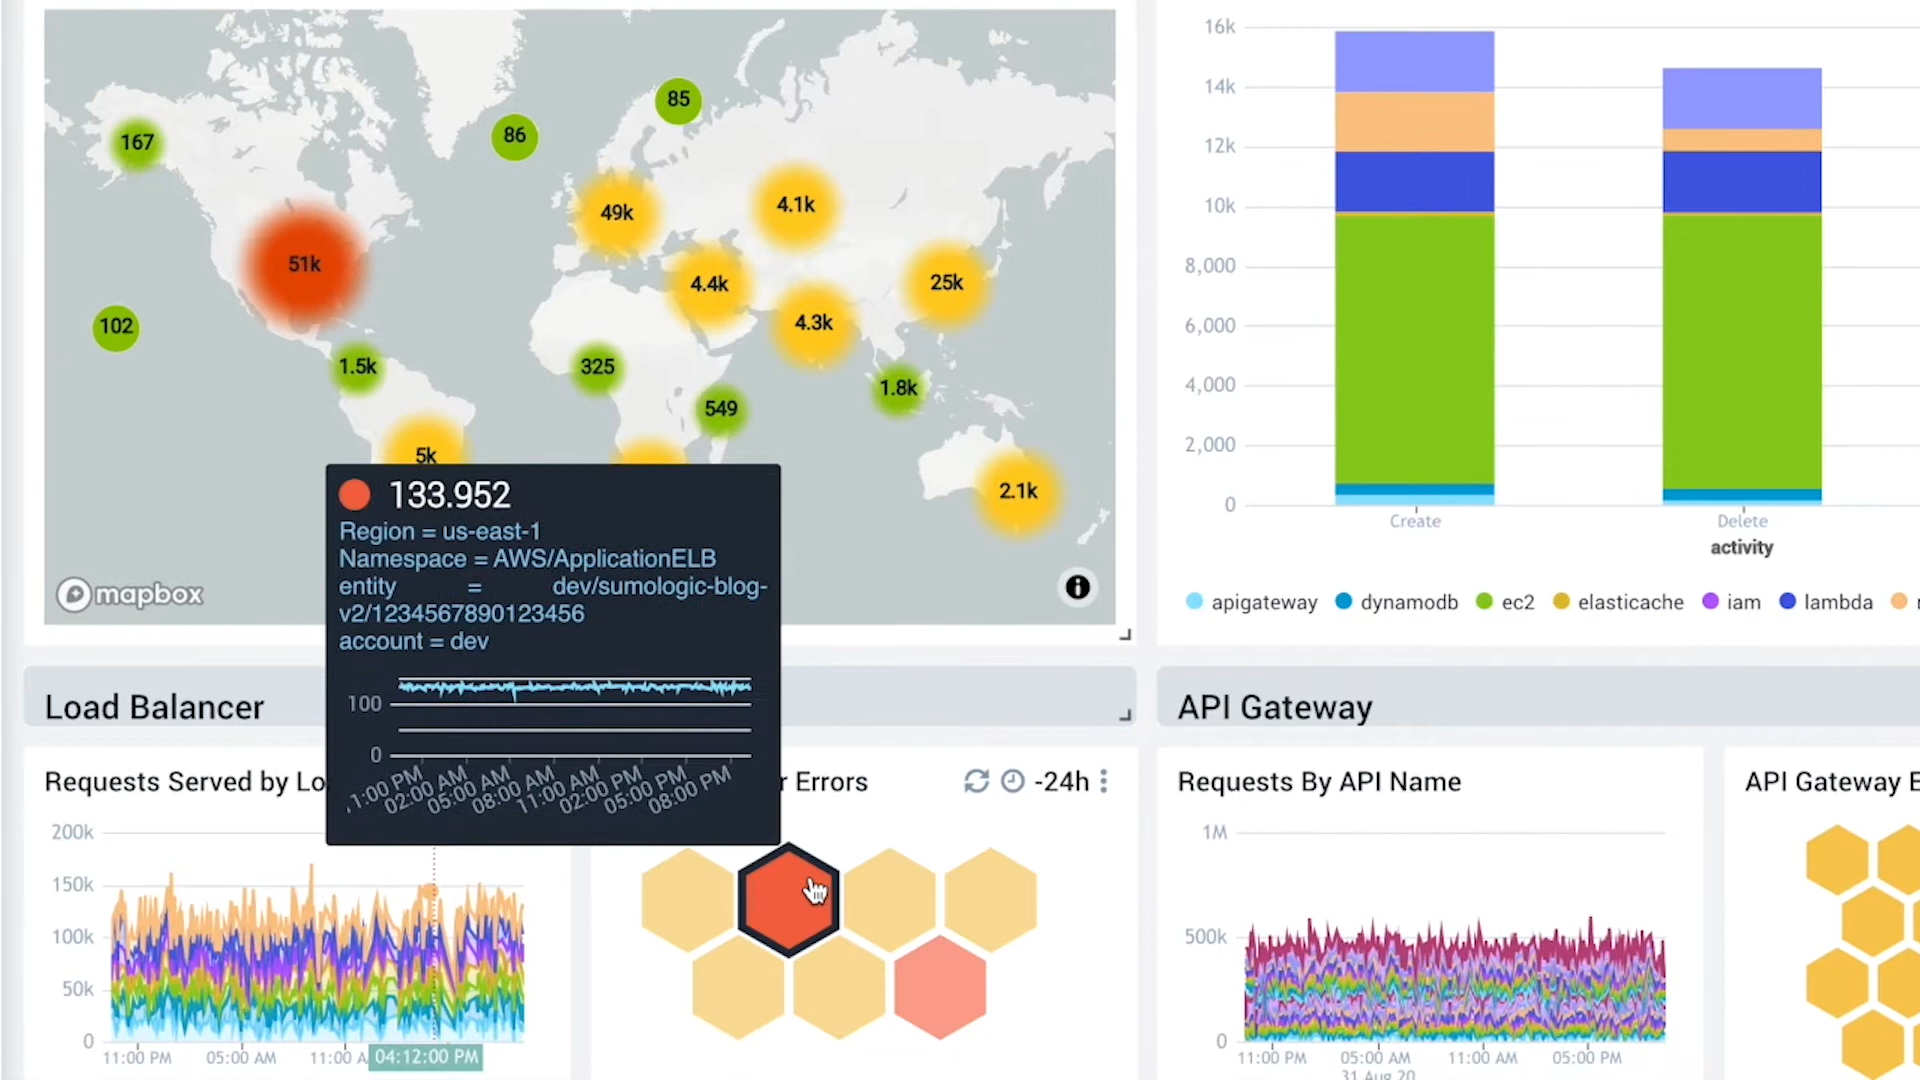 167
86
85
51k
49k
4.1k
4.4k
25k
102
4.3k
1.5k
325
549
1.8k
5k
2.1k
mapbox
133.952
Region = us-east-1
Namespace = AWS/ApplicationELB
entity = dev/sumologic-blog-
v2/1234567890123456
account = dev
100
0
02:00 AM
05:00 AM
08:00 AM
11:00 AM
02:00 PM
05:00 PM
08:00 PM
16k
14k
12k
10k
8,000
6,000
4,000
2,000
0
Create
Delete
activity
apigateway
dynamodb
ec2
elasticache
iam
lambda
Load Balancer
API Gateway
Requests Served by Lo
r Errors
-24h
200k
150k
100k
50k
0
11:00 PM
05:00 AM
11:00 A
04:12:00 PM
Requests By API Name
1M
500k
0
11:00 PM
05:00 AM
31 Aug 20
11:00 AM
05:00 PM
API Gateway E